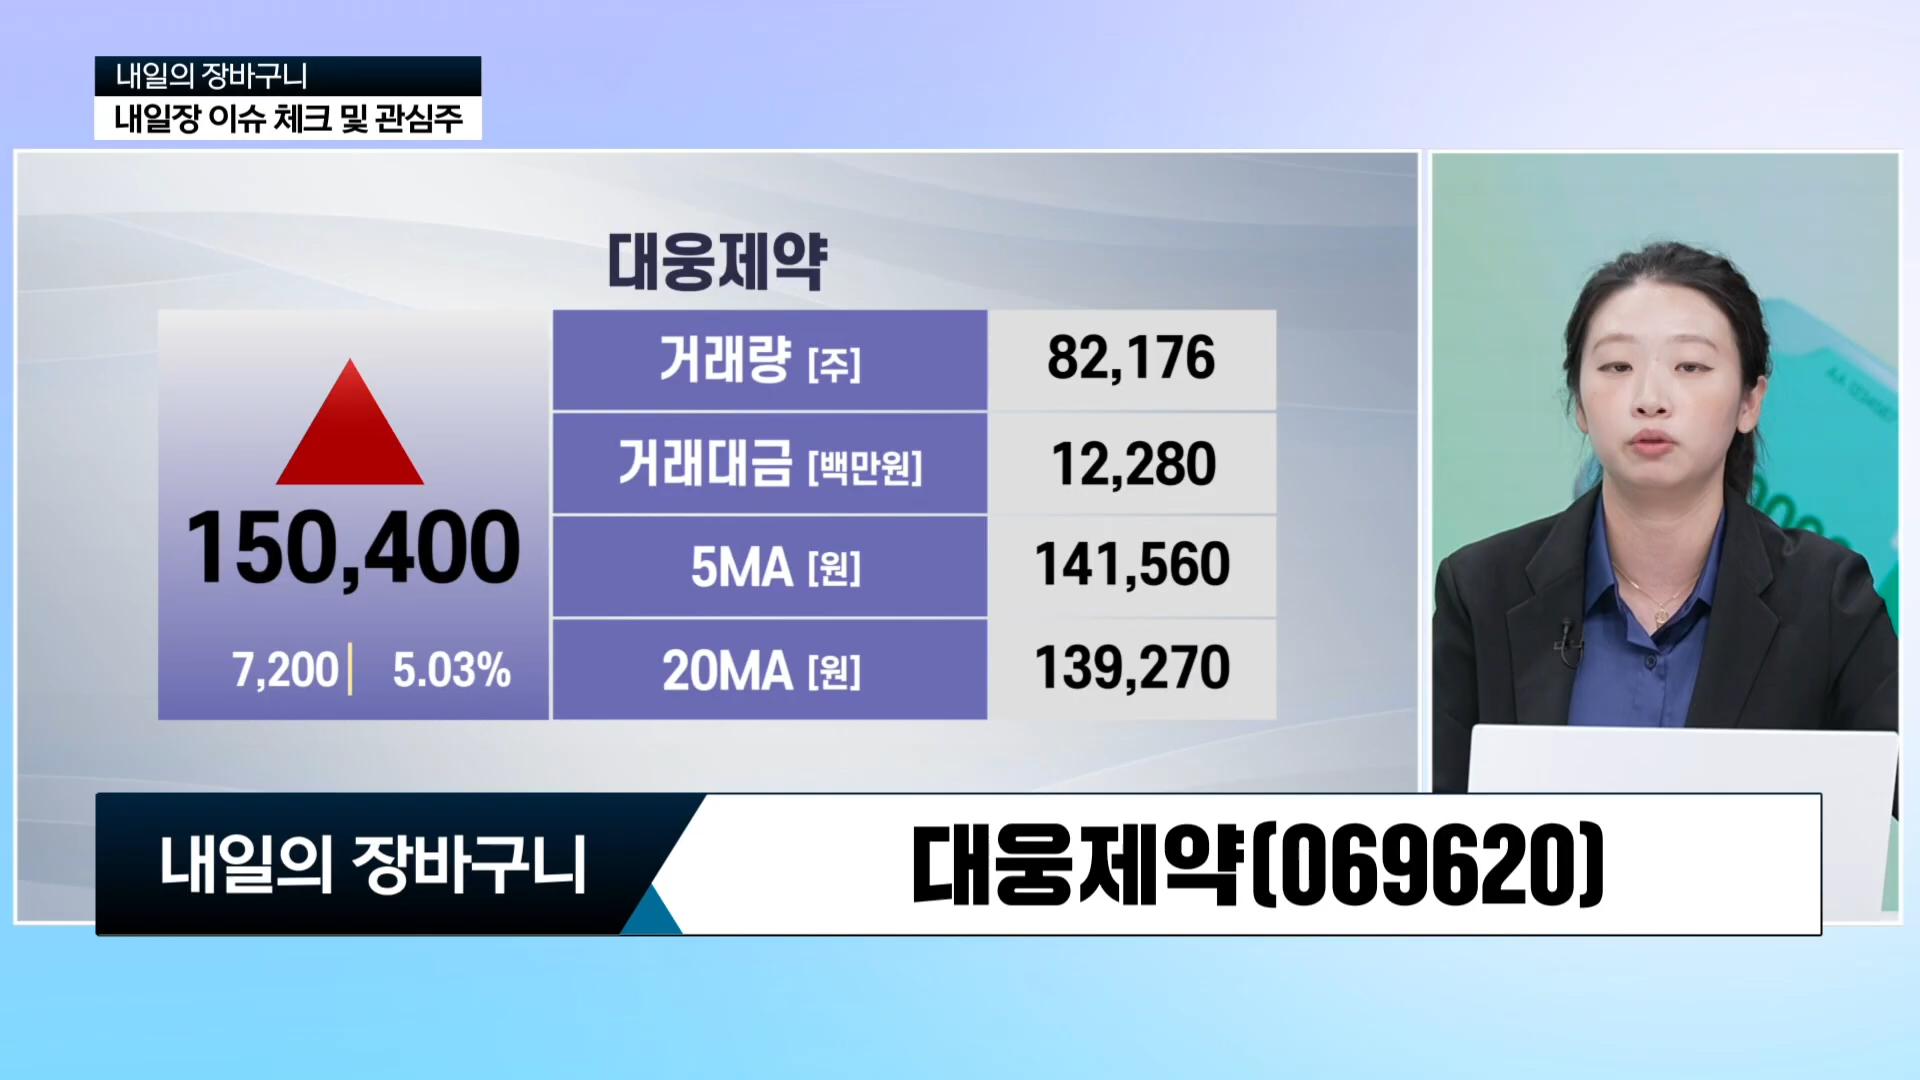 내일의 장바구니
내일장 이슈 체크 및 관심주
대웅제약
150,400
7,200 5.03%
거래량 [주] 82,176
거래대금 [백만원] 12,280
5MA [원] 141,560
20MA [원] 139,270
내일의 장바구니
대웅제약(069620)